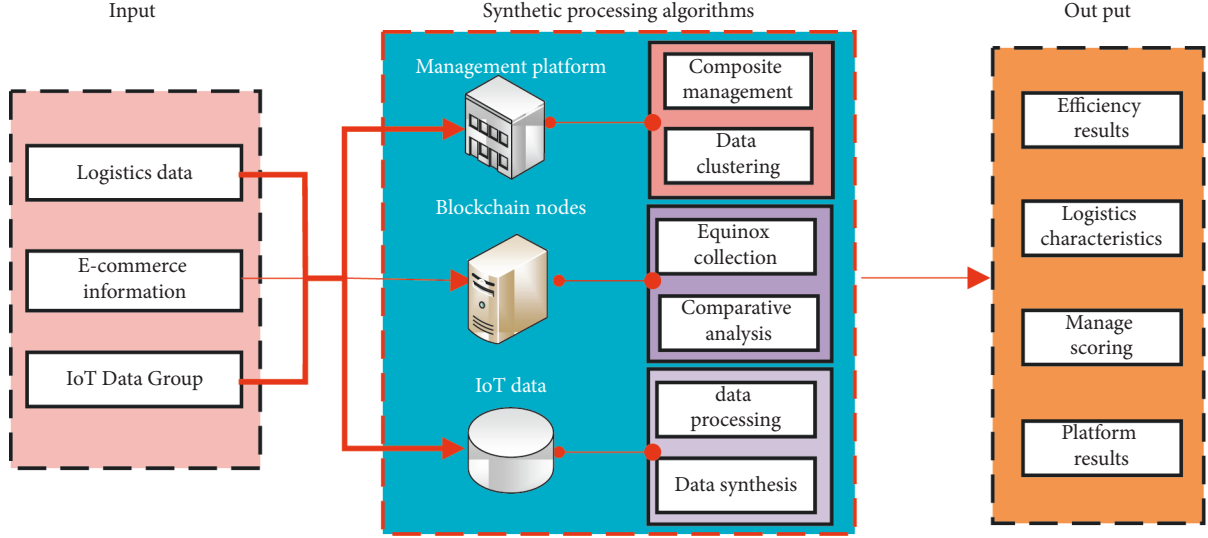 Input
Synthetic processing algorithms
Out put
Logistics data
E-commerce
information
IoT Data Group
Management platform
Blockchain nodes
IoT data
Composite
management
Data
clustering
Equinox
collection
Comparative
analysis
data
processing
Data synthesis
Efficiency
results
Logistics
characteristics
Manage
scoring
Platform
results